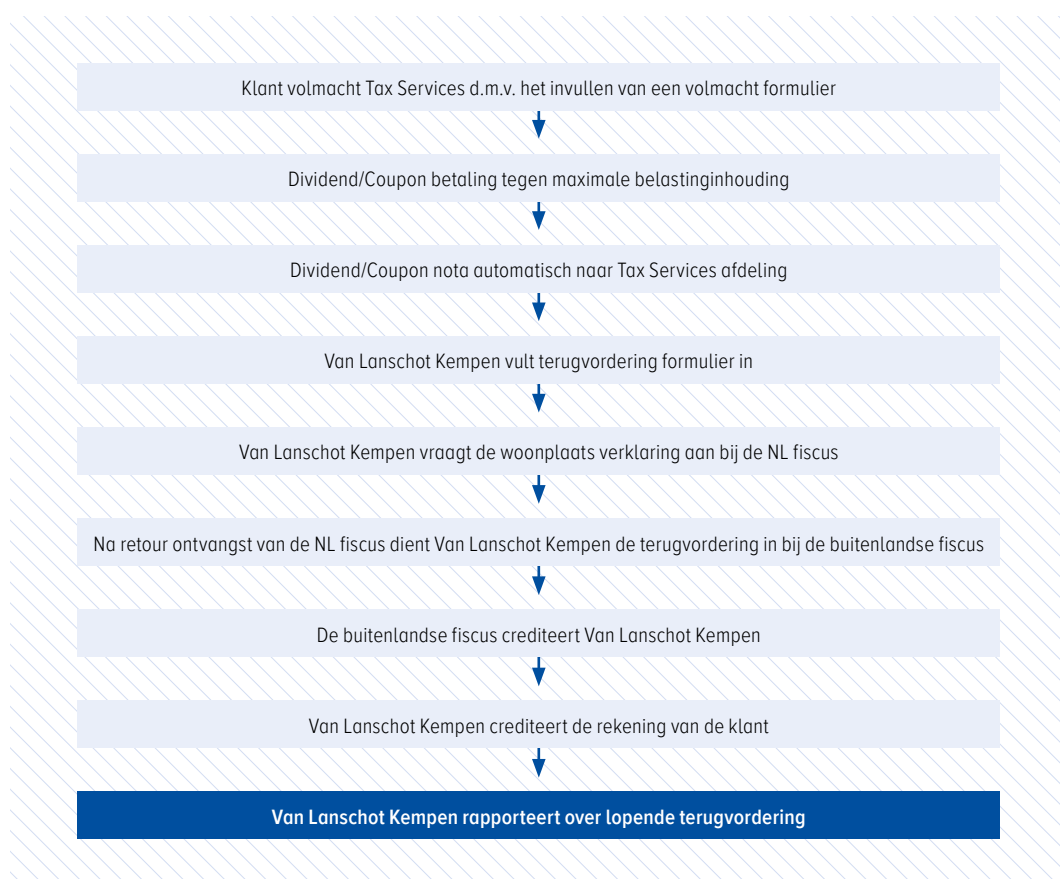 Klant volmacht Tax Services d.m.v. het invullen van een volmacht formulier
Dividend/Coupon betaling tegen maximale belastinginhouding
Dividend/Coupon nota automatisch naar Tax Services afdeling
Van Lanschot Kempen vult terugvordering formulier in
Van Lanschot Kempen vraagt de woonplaats verklaring aan bij de NL fiscus
Na retour ontvangst van de NL fiscus dient Van Lanschot Kempen de terugvordering in bij de buitenlandse fiscus
De buitenlandse fiscus crediteert Van Lanschot Kempen
Van Lanschot Kempen crediteert de rekening van de klant
Van Lanschot Kempen rapporteert over lopende terugvordering